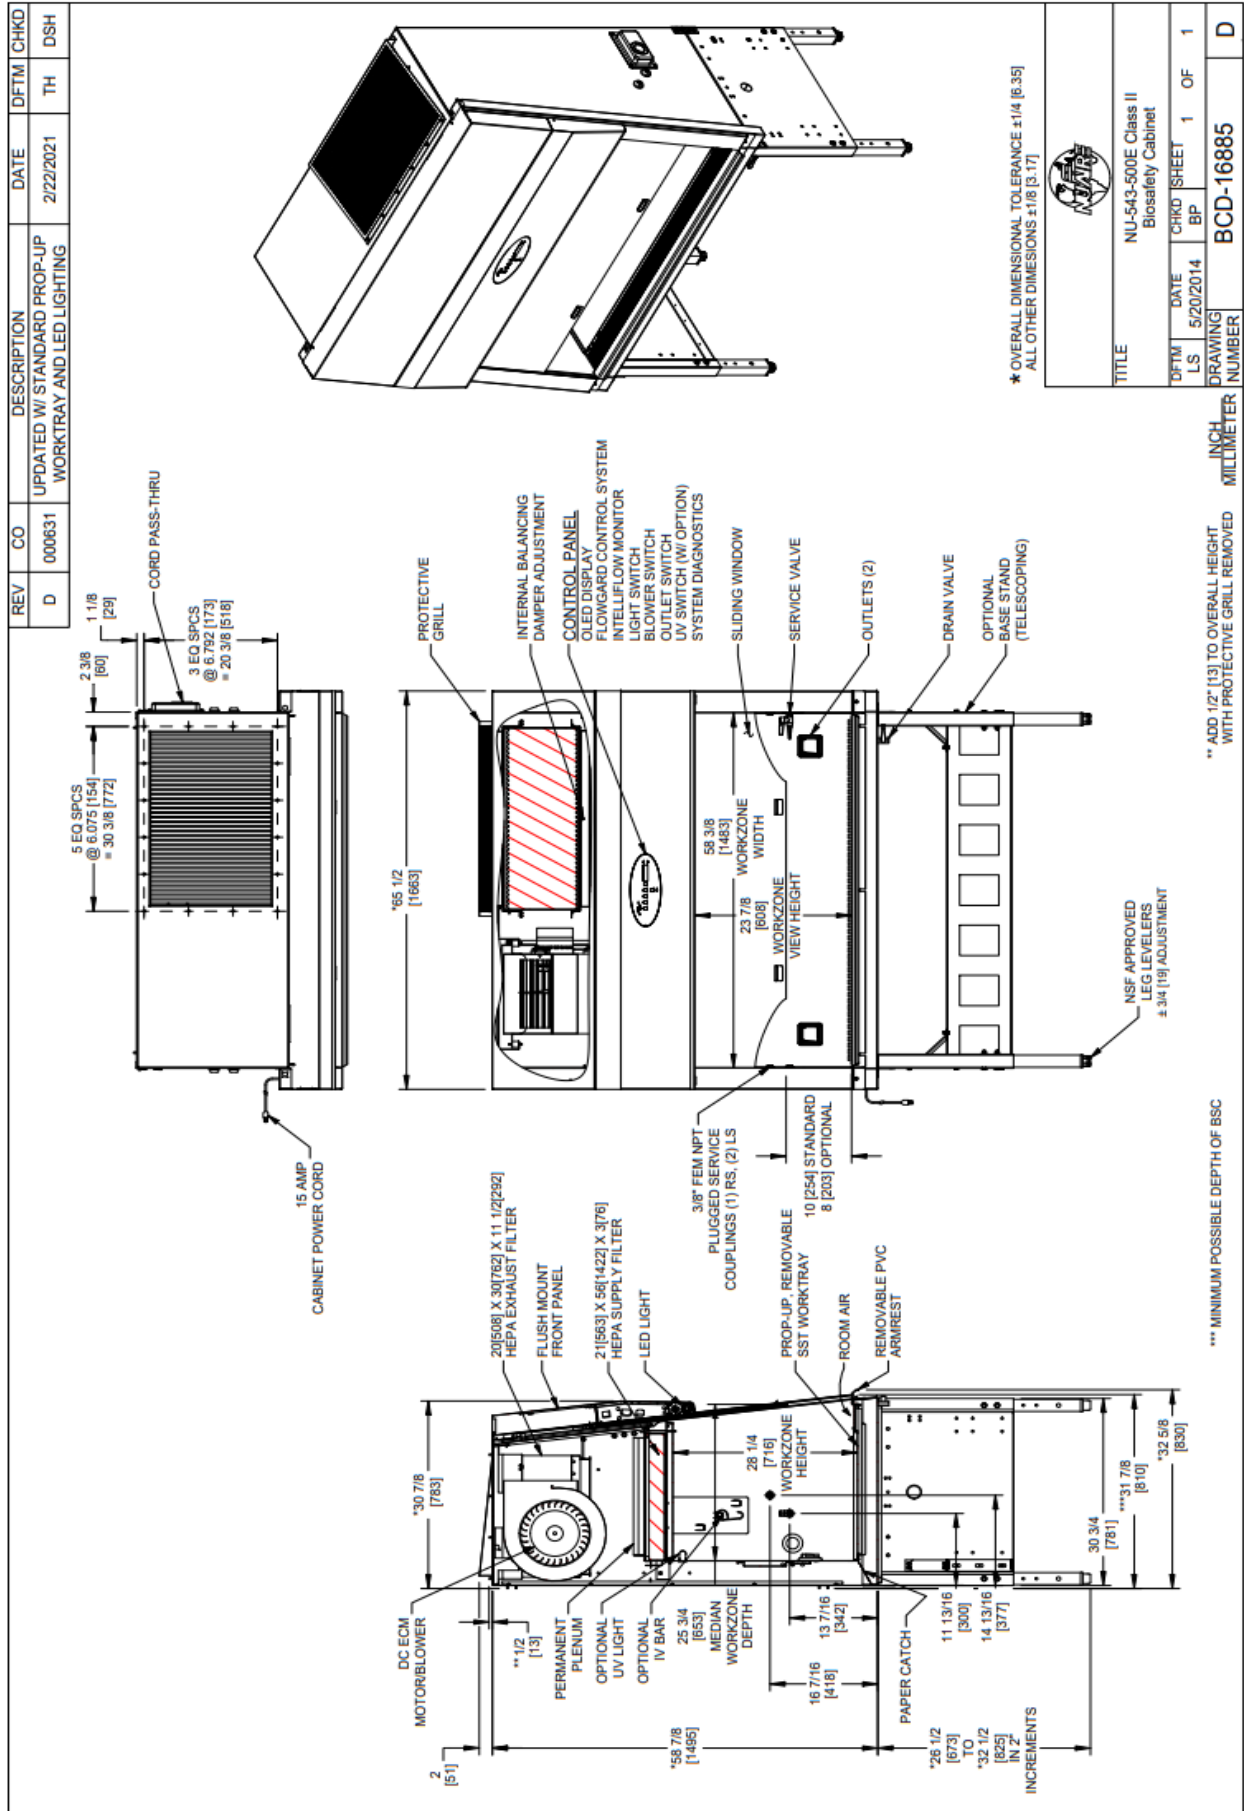 REV CO DESCRIPTION DATE DFTM CHKD
D 000631 UPDATED W/ STANDARD PROP-UP WORKTRAY AND LED LIGHTING 2/22/2021 TH DSH
15 AMP
CABINET POWER CORD
5 EQ SPCS
@ 6.075 [154]
= 30 3/8 [772]
2 3/8
[60]
1 1/8
[29]
3 EQ SPCS
@ 6.792 [173]
= 20 3/8 [518]
CORD PASS-THRU
2
[51]
DC ECM
MOTOR/BLOWER
** 1/2
[13]
PERMANENT
PLENUM
OPTIONAL
UV LIGHT
OPTIONAL
IV BAR
25 3/4
[653]
MEDIAN
WORKZONE
DEPTH
*58 7/8
[1495]
16 7/16
[418]
13 7/16
[342]
PAPER CATCH
*26 1/2
[673]
TO
*32 1/2
[825]
IN 2"
INCREMENTS
11 13/16
[300]
14 13/16
[377]
30 3/4
[781]
***31 7/8
[810]
*32 5/8
[830]
*30 7/8
[783]
28 1/4
[716]
WORKZONE
HEIGHT
20[508] X 30[762] X 11 1/2[292]
HEPA EXHAUST FILTER
FLUSH MOUNT
FRONT PANEL
21[563] X 56[1422] X 3[76]
HEPA SUPPLY FILTER
LED LIGHT
PROP-UP, REMOVABLE
SST WORKTRAY
ROOM AIR
REMOVABLE PVC
ARMREST
3/8" FEM NPT
PLUGGED SERVICE
COUPLINGS (1) RS, (2) LS
10 [254] STANDARD
8 [203] OPTIONAL
*65 1/2
[1663]
58 3/8
[1483]
WORKZONE
WIDTH
23 7/8
[608]
WORKZONE
VIEW HEIGHT
NSF APPROVED
LEG LEVELERS
± 3/4 [19] ADJUSTMENT
PROTECTIVE
GRILL
INTERNAL BALANCING
DAMPER ADJUSTMENT
CONTROL PANEL
OLED DISPLAY
FLOWGARD CONTROL SYSTEM
INTELLIFLOW MONITOR
LIGHT SWITCH
BLOWER SWITCH
OUTLET SWITCH
UV SWITCH (W/ OPTION)
SYSTEM DIAGNOSTICS
SLIDING WINDOW
SERVICE VALVE
OUTLETS (2)
DRAIN VALVE
OPTIONAL
BASE STAND
(TELESCOPING)
*** MINIMUM POSSIBLE DEPTH OF BSC
** ADD 1/2" [13] TO OVERALL HEIGHT
WITH PROTECTIVE GRILL REMOVED
INCH
MILLIMETER
* OVERALL DIMENSIONAL TOLERANCE ±1/4 [6.35]
ALL OTHER DIMESIONS ±1/8 [3.17]
NUAIRE
TITLE
NU-543-500E Class II
Biosafety Cabinet
DFTM DATE CHKD SHEET 1 OF 1
LS 5/20/2014 BP
DRAWING
NUMBER
BCD-16885 D